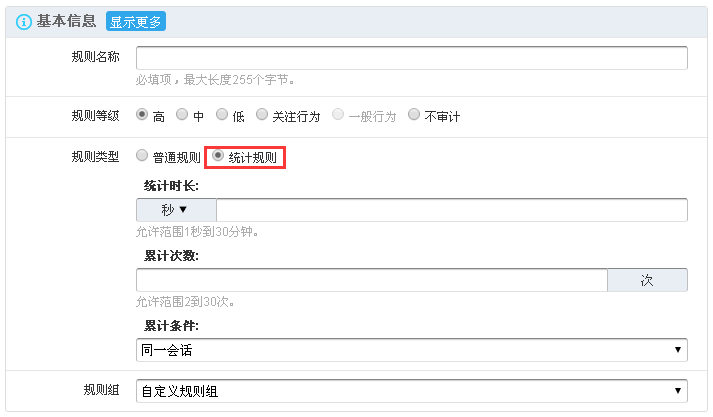 基本信息 显示更多
规则名称
必填项，最大长度255个字节。
规则等级 高 中 低 关注行为 一般行为 不审计
规则类型 普通规则 统计规则
统计时长:
秒▼
允许范围1秒到30分钟。
累计次数:
次
允许范围2到30次。
累计条件:
同一会话
规则组 自定义规则组